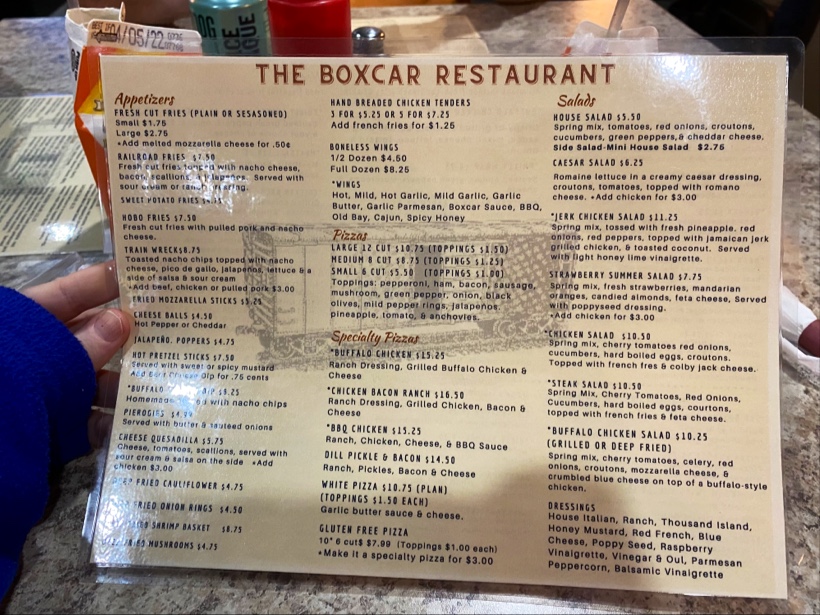 04/05/22
THE BOXCAR RESTAURANT
Appetizers
FRESH CUT FRIES (PLAIN OR SESASONED)
Small $1.75
Large $2.75
*Add melted mozzarella cheese for .50¢
RAILROAD FRIES $7.50
Fresh cut fries topped with nacho cheese,
bacon, scallions, & jalapenos. Served with
sour cream or ranch dressing.
SWEET POTATO FRIES
HOBO FRIES $7.50
Fresh cut fries with pulled pork and nacho
cheese.
TRAIN WRECK$8.75
Toasted nacho chips topped with nacho
cheese, pico de gallo, jalapenos, lettuce & a
side of salsa & sour cream
*Add beef, chicken or pulled pork $3.00
FRIED MOZZARELLA STICKS $5.25
CHEESE BALLS $4.50
Hot Pepper or Cheddar
JALAPEÑO. POPPERS $4.75
HOT PRETZEL STICKS $7.50
Served with sweet or spicy mustard
Add Beer Cheese Dip for .75 cents
*BUFFALO DIP $8.25
Homemade with nacho chips
PIEROGIES
Served with butter & sauteed onions
CHEESE QUESADILLA $5.75
Cheese, tomatoes, scallions, served with
sour cream & salsa on the side *Add
chicken $3.00
FRIED CAULIFLOWER $4.75
FRIED ONION RINGS $4.50
SHRIMP BASKET $8.75
MUSHROOMS $4.75
HAND BREADED CHICKEN TENDERS
3 FOR $5.25 OR 5 FOR $7.25
Add french fries for $1.25
BONELESS WINGS
1/2 Dozen $4.50
Full Dozen $8.25
*WINGS
Hot, Mild, Hot Garlic, Mild Garlic, Garlic
Butter, Garlic Parmesan, Boxcar Sauce, BBQ,
Old Bay, Cajun, Spicy Honey
Pizzas
LARGE 12 CUT $10.75 (TOPPINGS $1.50)
MEDIUM 8 CUT $8.75 (TOPPINGS $1.25)
SMALL 6 CUT $5.50 (TOPPINGS $1.00)
Toppings: pepperoni, ham, bacon, sausage,
mushroom, green pepper, onion, black
olives, mild pepper rings, jalapenos,
pineapple, tomato, & anchovies.
Specialty Pizzas
*BUFFALO CHICKEN $15.25
Ranch Dressing, Grilled Buffalo Chicken &
Cheese
*CHICKEN BACON RANCH $16.50
Ranch Dressing, Grilled Chicken, Bacon &
Cheese
*BBQ CHICKEN $15.25
Ranch, Chicken, Cheese, & BBQ Sauce
DILL PICKLE & BACON $14.50
Ranch, Pickles, Bacon & Cheese
WHITE PIZZA $10.75 (PLAN)
(TOPPINGS $1.50 EACH)
Garlic butter sauce & cheese.
GLUTEN FREE PIZZA
10" 6 cut$ $7.99 (Toppings $1.00 each)
*Make it a specialty pizza for $3.00
Salads
HOUSE SALAD $5.50
Spring mix, tomatoes, red onions, croutons,
cucumbers, green peppers,& cheddar cheese.
Side Salad-Mini House Salad $2.75
CAESAR SALAD $6.25
Romaine lettuce in a creamy caesar dressing,
croutons, tomatoes, topped with romano
cheese. *Add chicken for $3.00
*JERK CHICKEN SALAD $11.25
Spring mix, tossed with fresh pineapple, red
onions, red peppers, topped with jamaican jerk
grilled chicken, & toasted coconut. Served
with light honey lime vinaigrette.
STRAWBERRY SUMMER SALAD $7.75
Spring mix, fresh strawberries, mandarian
oranges, candied almonds, feta cheese, Served
with poppyseed dressing.
*Add chicken for $3.00
*CHICKEN SALAD $10.50
Spring mix, cherry tomatoes red onions,
cucumbers, hard boiled eggs, croutons.
Topped with french fres & colby jack cheese.
*STEAK SALAD $10.50
Spring Mix, Cherry Tomatoes, Red Onions,
Cucumbers, hard boiled eggs, courtons,
topped with french fries & feta cheese.
*BUFFALO CHICKEN SALAD $10.25
(GRILLED OR DEEP FRIED)
Spring mix, cherry tomatoes, celery, red
onions, croutons, mozzarella cheese, &
crumbled blue cheese on top of a buffalo-style
chicken.
DRESSINGS
House Italian, Ranch, Thousand Island,
Honey Mustard, Red French, Blue
Cheese, Poppy Seed, Raspberry
Vinaigrette, Vinegar & Oul, Parmesan
Peppercorn, Balsamic Vinaigrette